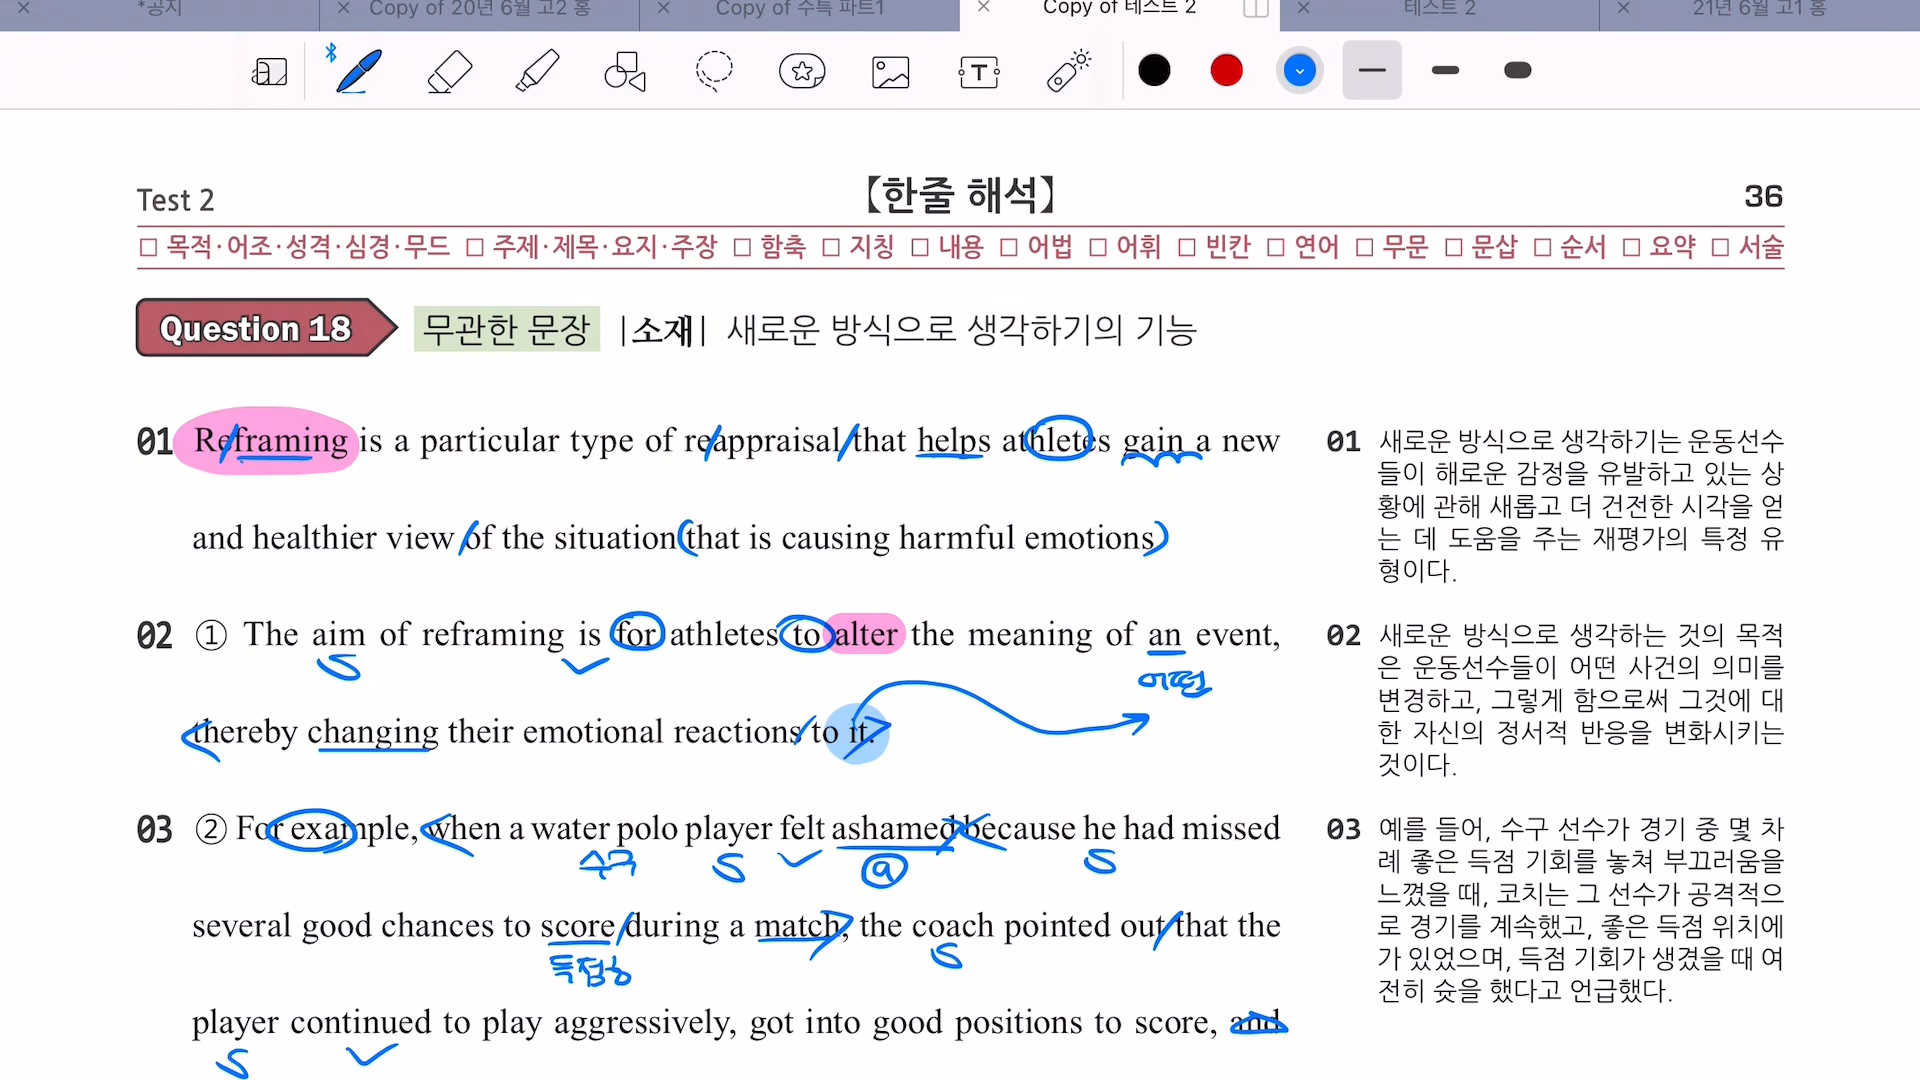 *공지
Copy of 20년 6월 고2 홍
Copy of 수특 파트1
Copy of 테스트 2
테스트 2
21년 6월 고1 홍
Test 2
【한줄 해석】
36
□ 목적·어조·성격·심경·무드 □ 주제·제목·요지·주장 □ 함축 □ 지칭 □ 내용 □ 어법 □ 어휘 □ 빈칸 □ 연어 □ 무문 □ 문삽 □ 순서 □ 요약 □ 서술
Question 18 무관한 문장 |소재| 새로운 방식으로 생각하기의 기능
01 Reframing is a particular type of reappraisal that helps athletes gain a new
and healthier view of the situation that is causing harmful emotions
02 ① The aim of reframing is for athletes to alter the meaning of an event,
S
어떤
thereby changing their emotional reactions to it.
03 ② For example, when a water polo player felt ashamed because he had missed
수구 S ⓐ S
several good chances to score during a match, the coach pointed out that the
득점 S
player continued to play aggressively, got into good positions to score, and
S
01 새로운 방식으로 생각하기는 운동선수
들이 해로운 감정을 유발하고 있는 상
황에 관해 새롭고 더 건전한 시각을 얻
는 데 도움을 주는 재평가의 특정 유
형이다.
02 새로운 방식으로 생각하는 것의 목적
은 운동선수들이 어떤 사건의 의미를
변경하고, 그렇게 함으로써 그것에 대
한 자신의 정서적 반응을 변화시키는
것이다.
03 예를 들어, 수구 선수가 경기 중 몇 차
례 좋은 득점 기회를 놓쳐 부끄러움을
느꼈을 때, 코치는 그 선수가 공격적으
로 경기를 계속했고, 좋은 득점 위치에
가 있었으며, 득점 기회가 생겼을 때 여
전히 슛을 했다고 언급했다.